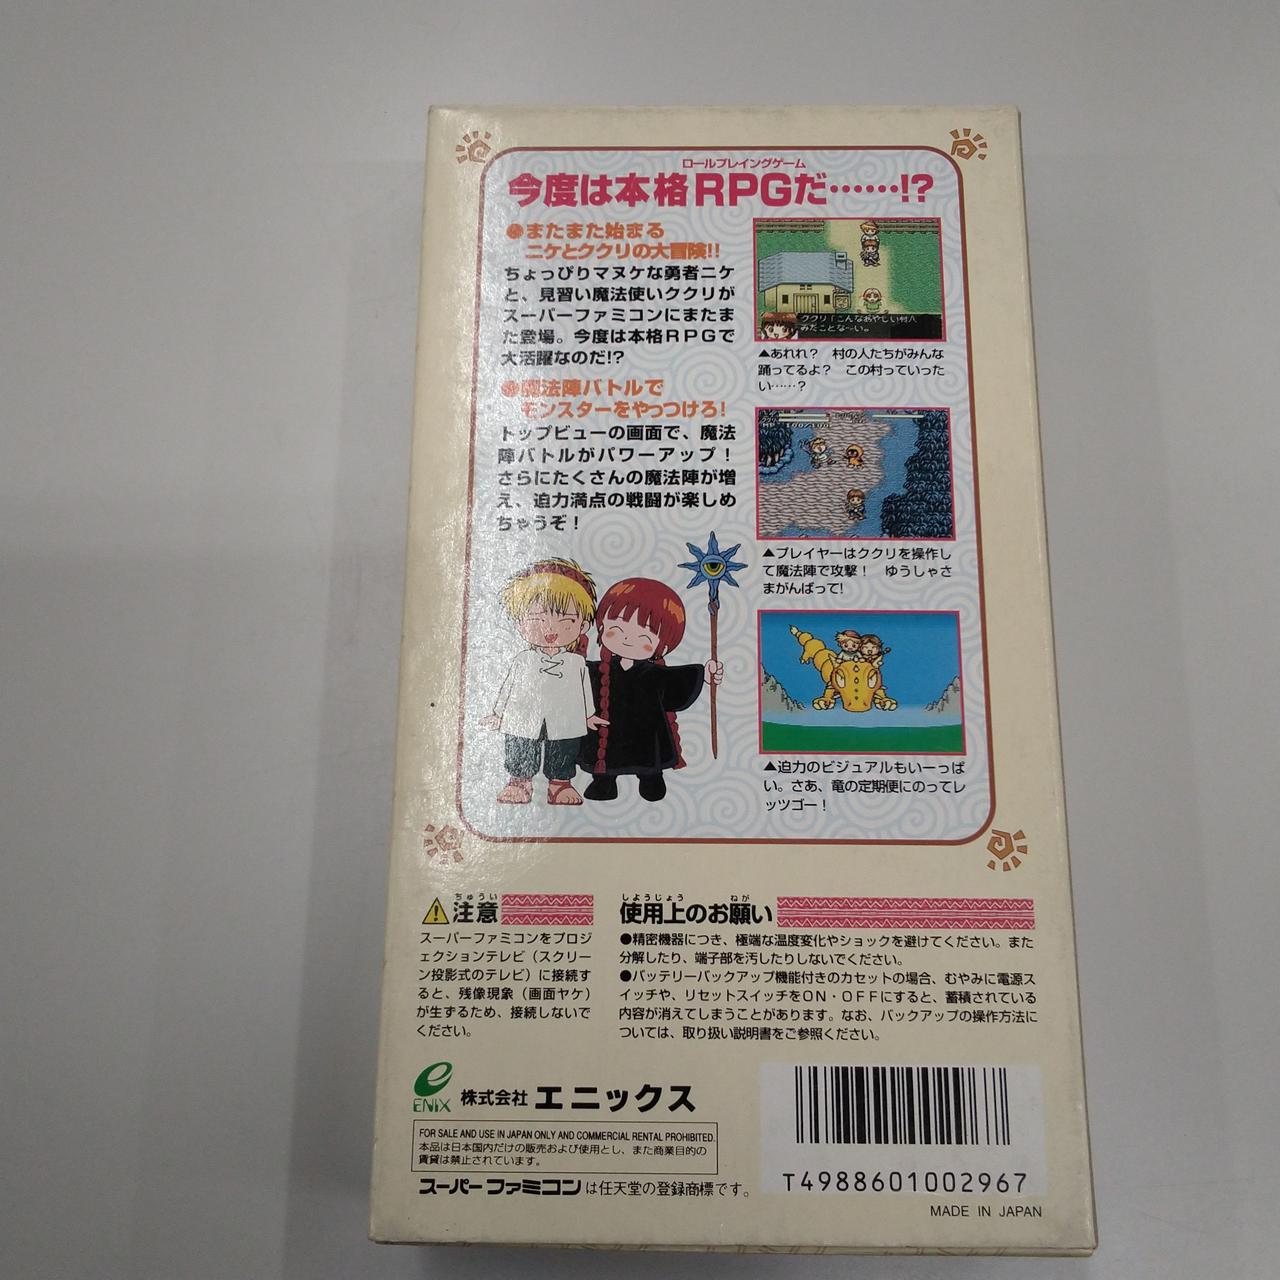 ロールプレイングゲーム
今度は本格RPGだ……!?
●またまた始まる
ニケとククリの大冒険!!
ちょっぴりマヌケな勇者ニケ
と、見習い魔法使いククリが
スーパーファミコンにまたま
た登場。今度は本格RPGで
大活躍なのだ!?
●魔法陣バトルで
モンスターをやっつけろ!
トップビューの画面で、魔法
陣バトルがパワーアップ!
さらにたくさんの魔法陣が増
え、迫力満点の戦闘が楽しめ
ちゃうぞ!
ククリ「こんなあやしい村人
みたことな〜い。
▲あれれ? 村の人たちがみんな
踊ってるよ? この村っていった
い……?
▲プレイヤーはククリを操作し
て魔法陣で攻撃! ゆうしゃさ
まがんばって!
▲迫力のビジュアルもいーっぱ
い。さあ、竜の定期便にのってレ
ッツゴー!
ちゅうい
注意
スーパーファミコンをプロジ
ェクションテレビ(スクリー
ン投影式のテレビ)に接続す
ると、残像現象(画面ヤケ)
が生ずるため、接続しないで
ください。
しようじょう ねが
使用上のお願い
●精密機器につき、極端な温度変化やショックを避けてください。また
分解したり、端子部を汚したりしないでください。
●バッテリーバックアップ機能付きのカセットの場合、むやみに電源ス
イッチや、リセットスイッチをON・OFFにすると、蓄積されている
内容が消えてしまうことがあります。なお、バックアップの操作方法に
ついては、取り扱い説明書をご参照ください。
ENIX 株式会社 エニックス
FOR SALE AND USE IN JAPAN ONLY AND COMMERCIAL RENTAL PROHIBITED.
本品は日本国内だけの販売および使用とし、また商業目的の
賃貸は禁止されています。
スーパーファミコンは任天堂の登録商標です。
T4988601002967
MADE IN JAPAN